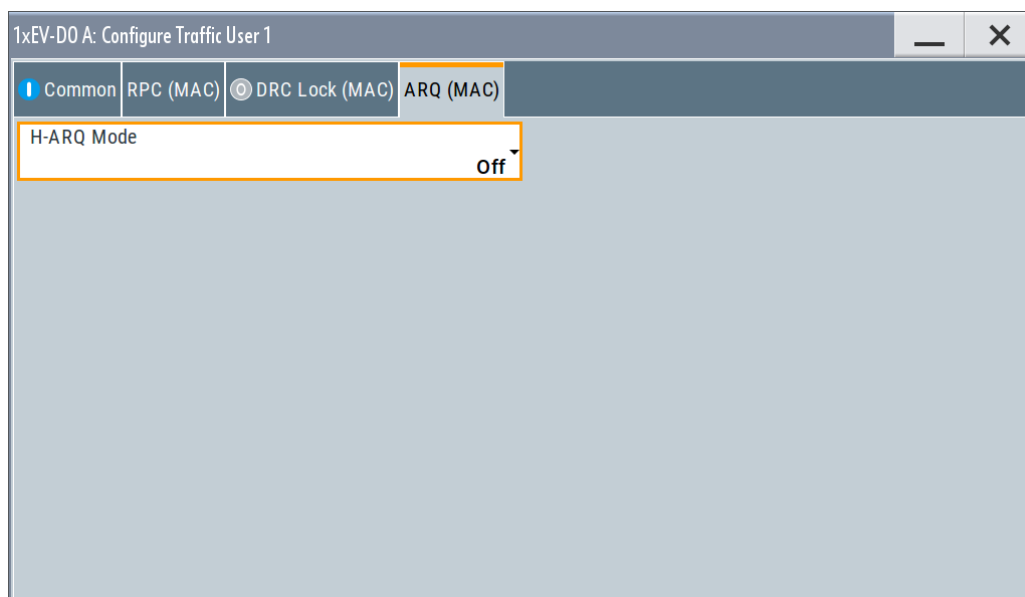 1xEV-DO A: Configure Traffic User 1
Common RPC (MAC) DRC Lock (MAC) ARQ (MAC)
H-ARQ Mode
Off